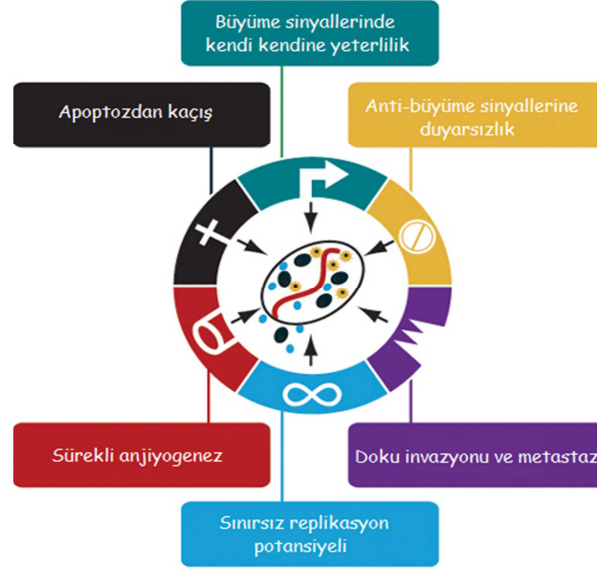 Büyüme sinyallerinde
kendi kendine yeterlilik
Apoptozdan kaçış
Anti-büyüme sinyallerine
duyarsızlık
Sürekli anjiyogenez
Doku invazyonu ve metastaz
Sınırsız replikasyon
potansiyeli